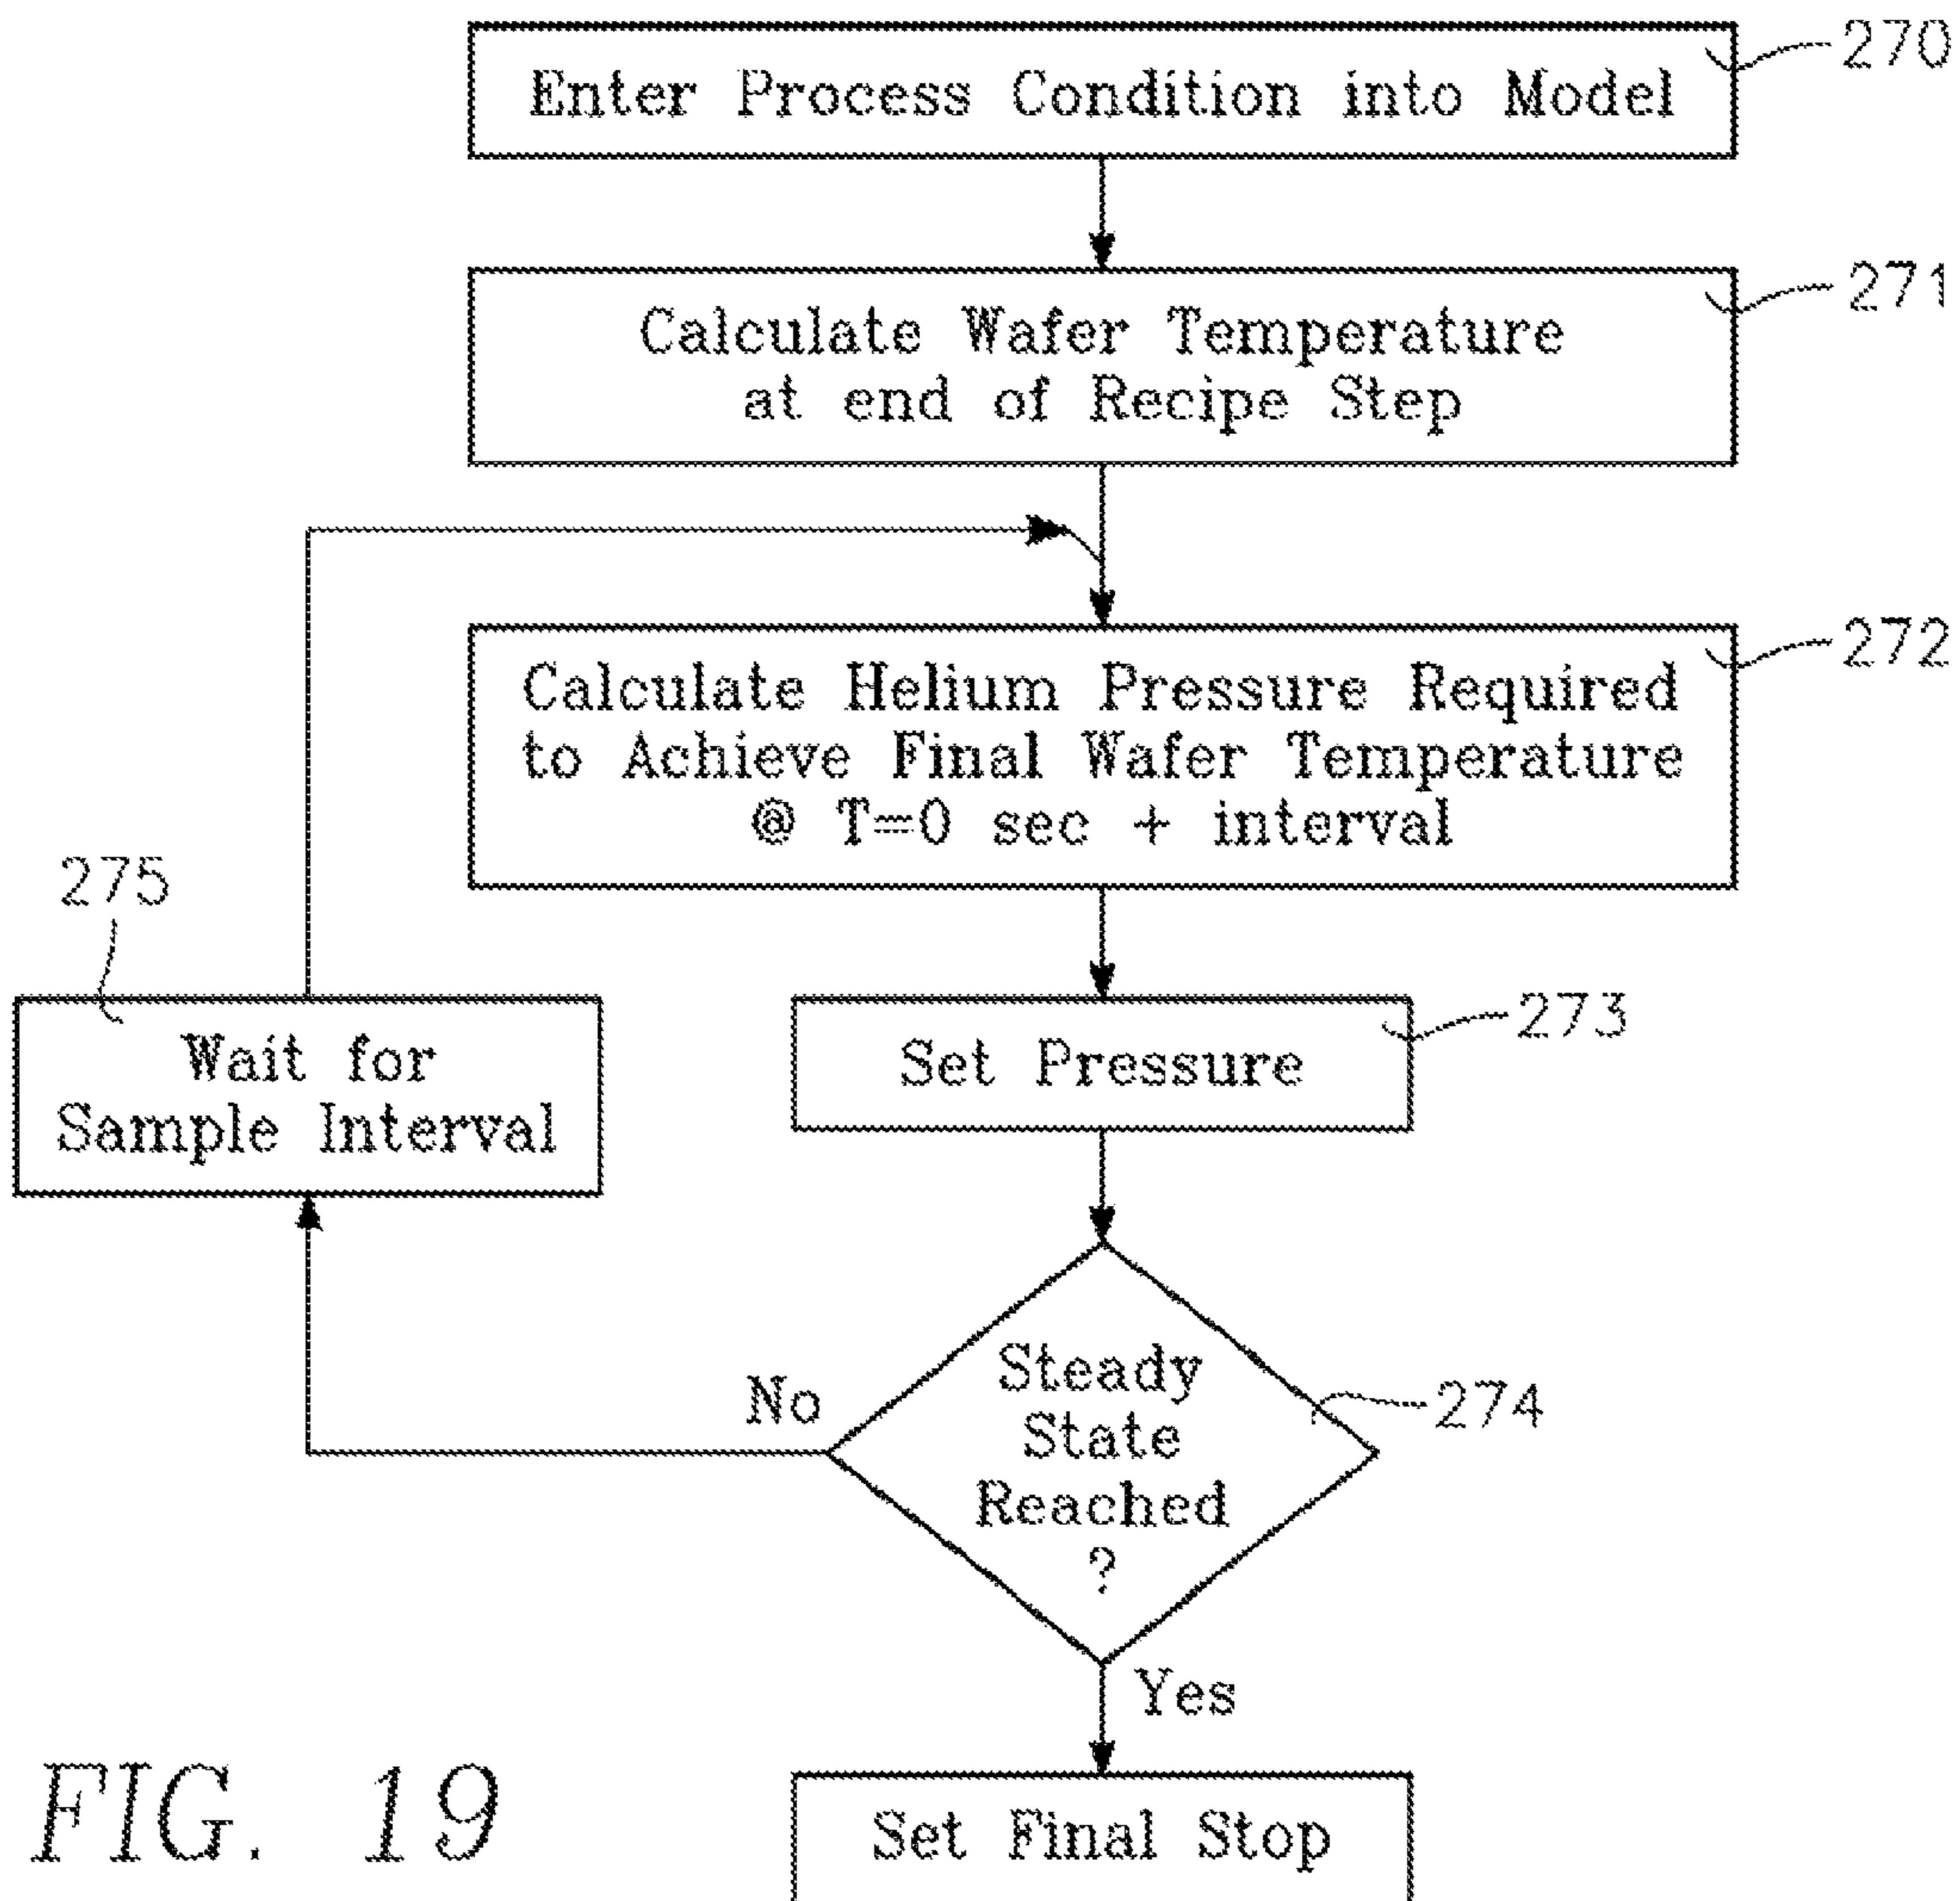 270
Enter Process Condition into Model
271
Calculate Wafer Temperature
at end of Recipe Step
272
Calculate Helium Pressure Required
to Achieve Final Wafer Temperature
@ T=0 sec + interval
275
Wait for
Sample Interval
273
Set Pressure
274
Steady
State
Reached
?
No
Yes
Set Final Stop
FIG. 19